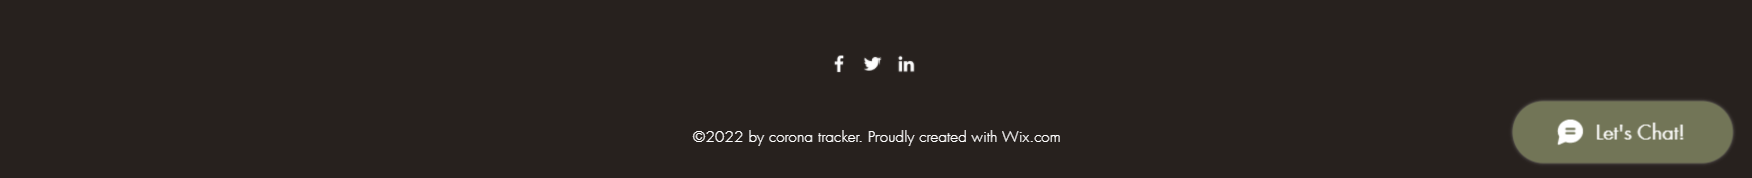 ©2022 by corona tracker. Proudly created with Wix.com
Let's Chat!